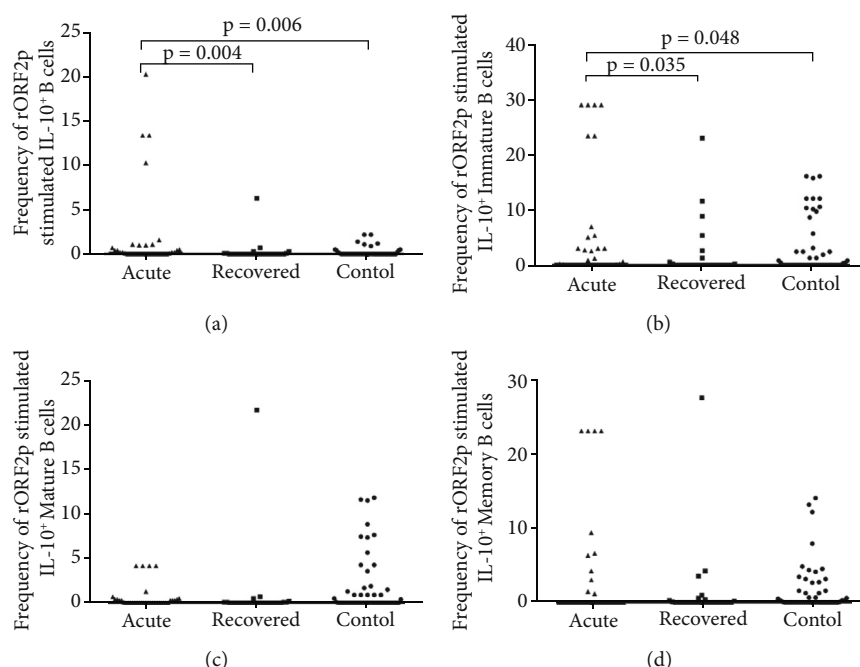 Frequency of rORF2p
stimulated IL-10⁺ B cells
25
20
15
10
5
0
p = 0.006
p = 0.004
Acute Recovered Contol
(a)
Frequency of rORF2p stimulated
IL-10⁺ Immature B cells
40
30
20
10
0
p = 0.048
p = 0.035
Acute Recovered Contol
(b)
Frequency of rORF2p stimulated
IL-10⁺ Mature B cells
25
20
15
10
5
0
Acute Recovered Contol
(c)
Frequency of rORF2p stimulated
IL-10⁺ Memory B cells
30
20
10
0
Acute Recovered Contol
(d)